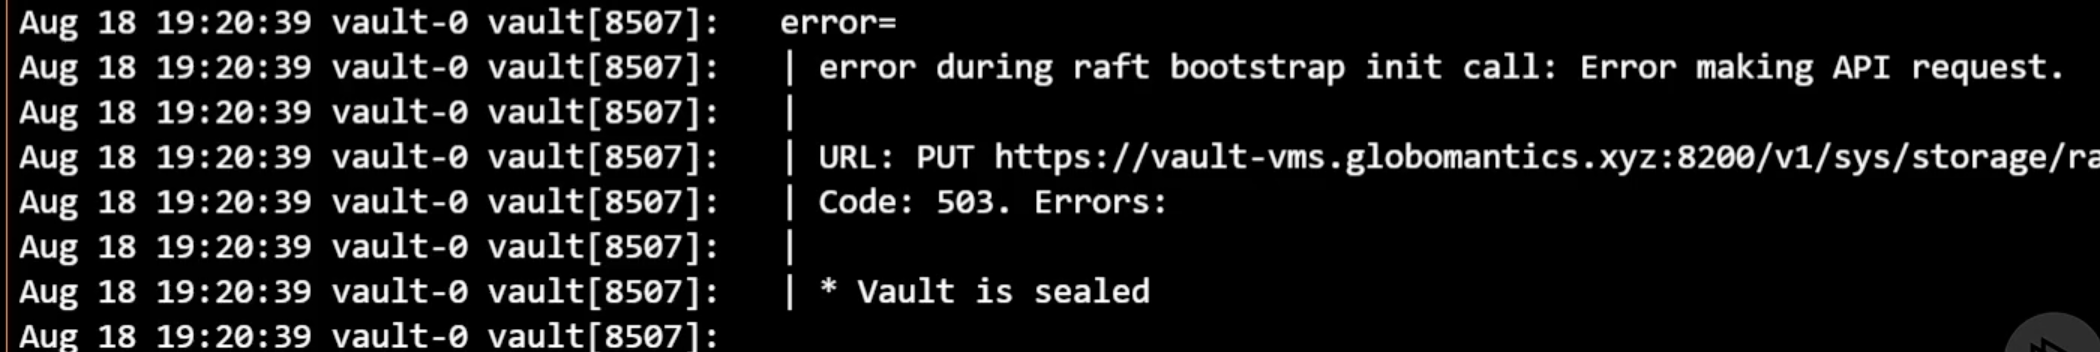 Aug 18 19:20:39 vault-0 vault[8507]:   error=
Aug 18 19:20:39 vault-0 vault[8507]:   | error during raft bootstrap init call: Error making API request.
Aug 18 19:20:39 vault-0 vault[8507]:   |
Aug 18 19:20:39 vault-0 vault[8507]:   | URL: PUT https://vault-vms.globomantics.xyz:8200/v1/sys/storage/ra
Aug 18 19:20:39 vault-0 vault[8507]:   | Code: 503. Errors:
Aug 18 19:20:39 vault-0 vault[8507]:   |
Aug 18 19:20:39 vault-0 vault[8507]:   | * Vault is sealed
Aug 18 19:20:39 vault-0 vault[8507]: